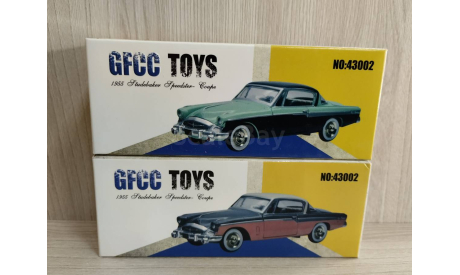 GFCC TOYS
NO:43002
1955 Studebaker Speedster- Coupe
GFCC TOYS
NO:43002
1955 Studebaker Speedster- Coupe